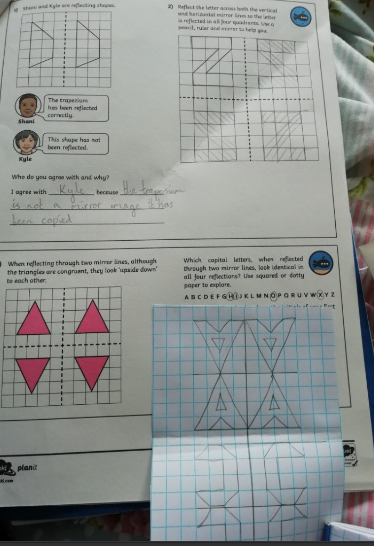 Shani and Kyle are reflecting shapes.
The trapezium
has been reflected
correctly.
Shani
This shape has not
been reflected.
Kyle
Who do you agree with and why?
I agree with Kyle because the trapezium
is not a mirror image it has
been copied
2) Reflect the letter across both the vertical
and horizontal mirror lines so the letter
is reflected in all four quadrants. Use a
pencil, ruler and mirror to help you.
When reflecting through two mirror lines, although
the triangles are congruent, they look 'upside down'
to each other.
Which capital letters, when reflected
through two mirror lines, look identical in
all four reflections? Use squared or dotty
paper to explore.
A B C D E F G H I J K L M N O P Q R U V W X Y Z
planit